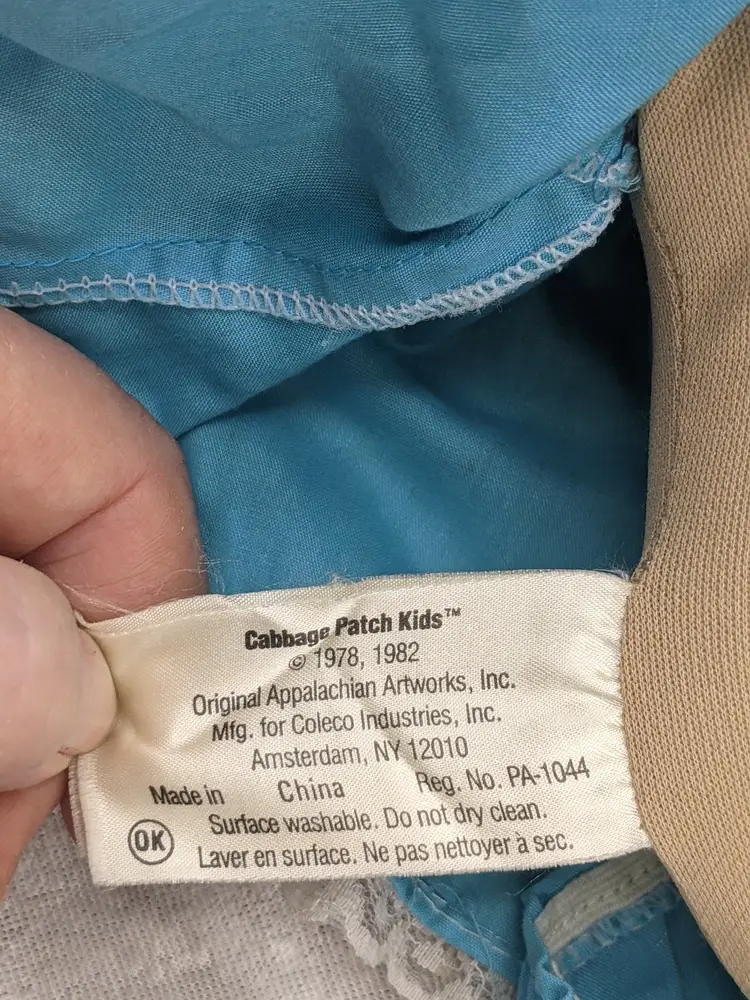 Cabbage Patch Kids™
© 1978, 1982
Original Appalachian Artworks, Inc.
Mfg. for Coleco Industries, Inc.
Amsterdam, NY 12010
Made in China Reg. No. PA-1044
OK Surface washable. Do not dry clean.
Laver en surface. Ne pas nettoyer à sec.